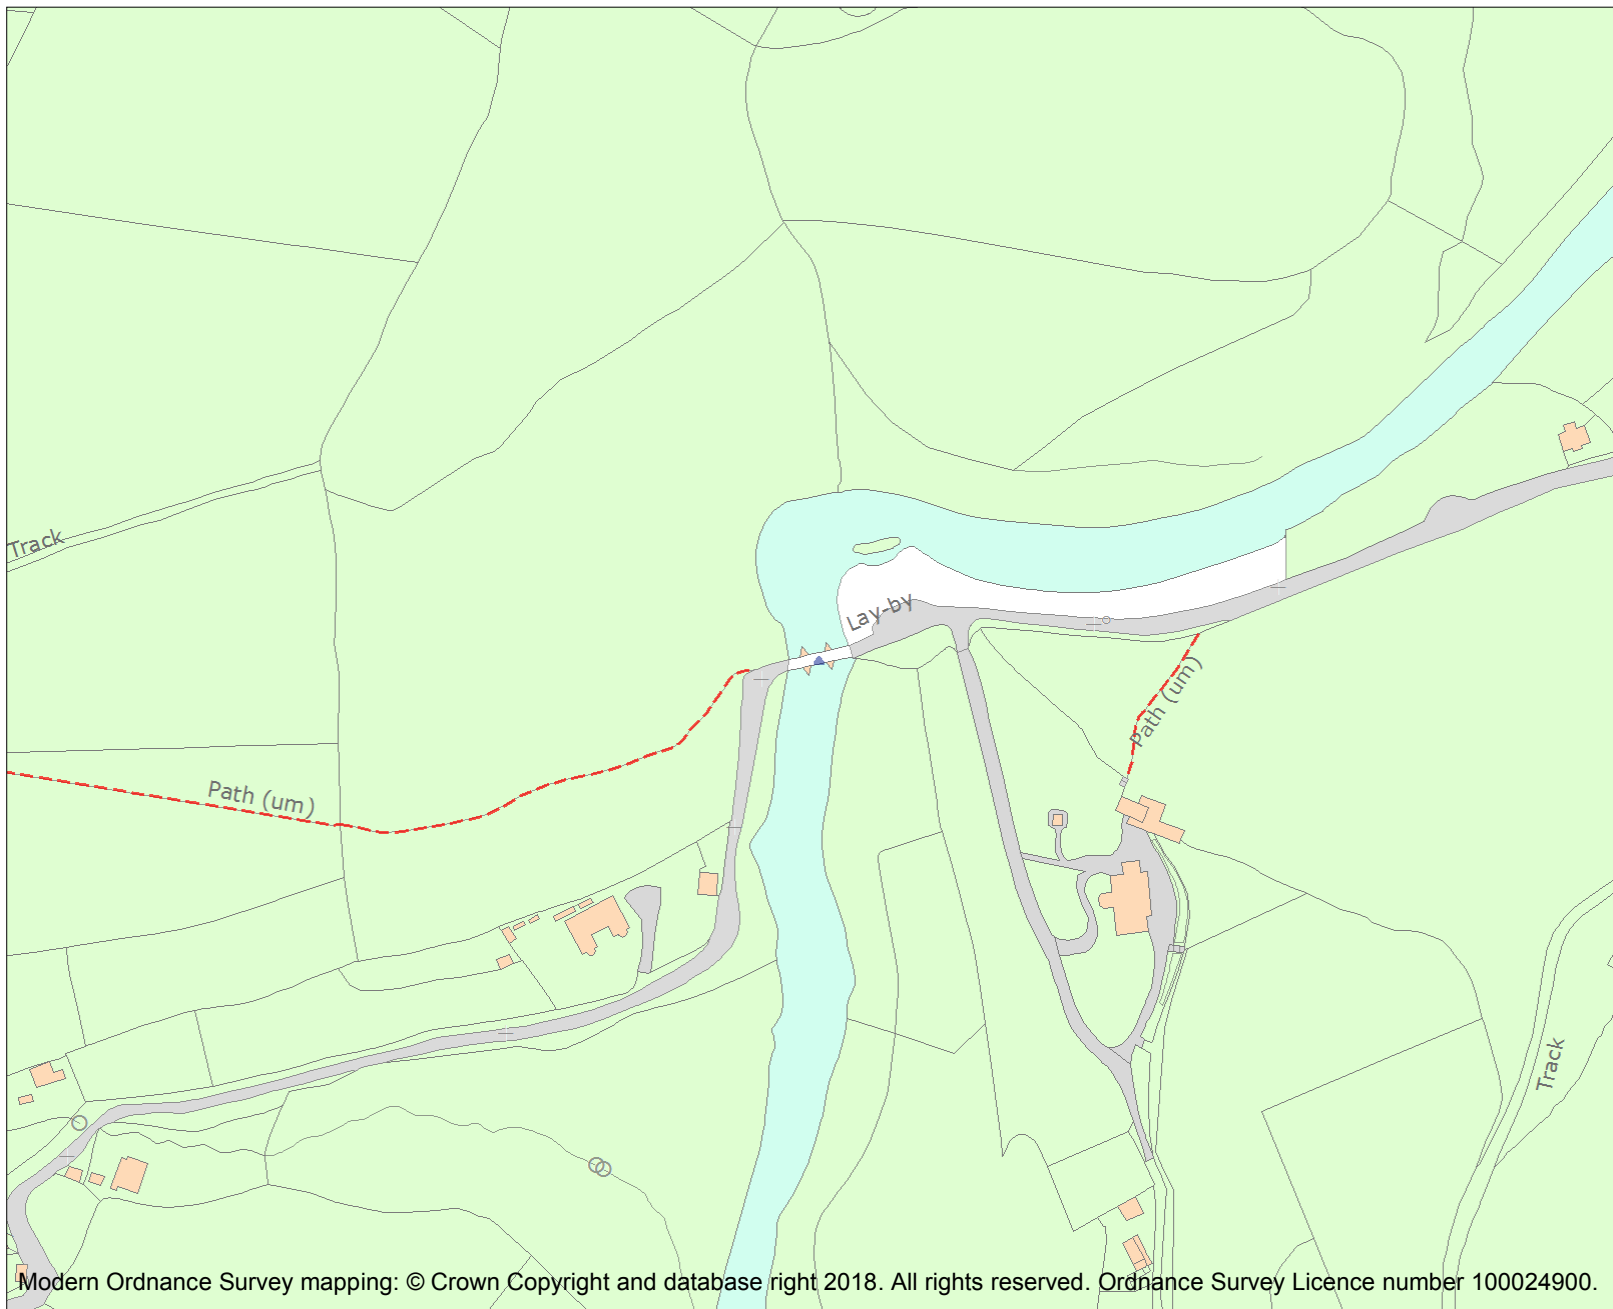 Track
Lay-by
Path (um)
Path (um)
Track
Modern Ordnance Survey mapping: © Crown Copyright and database right 2018. All rights reserved. Ordnance Survey Licence number 100024900.